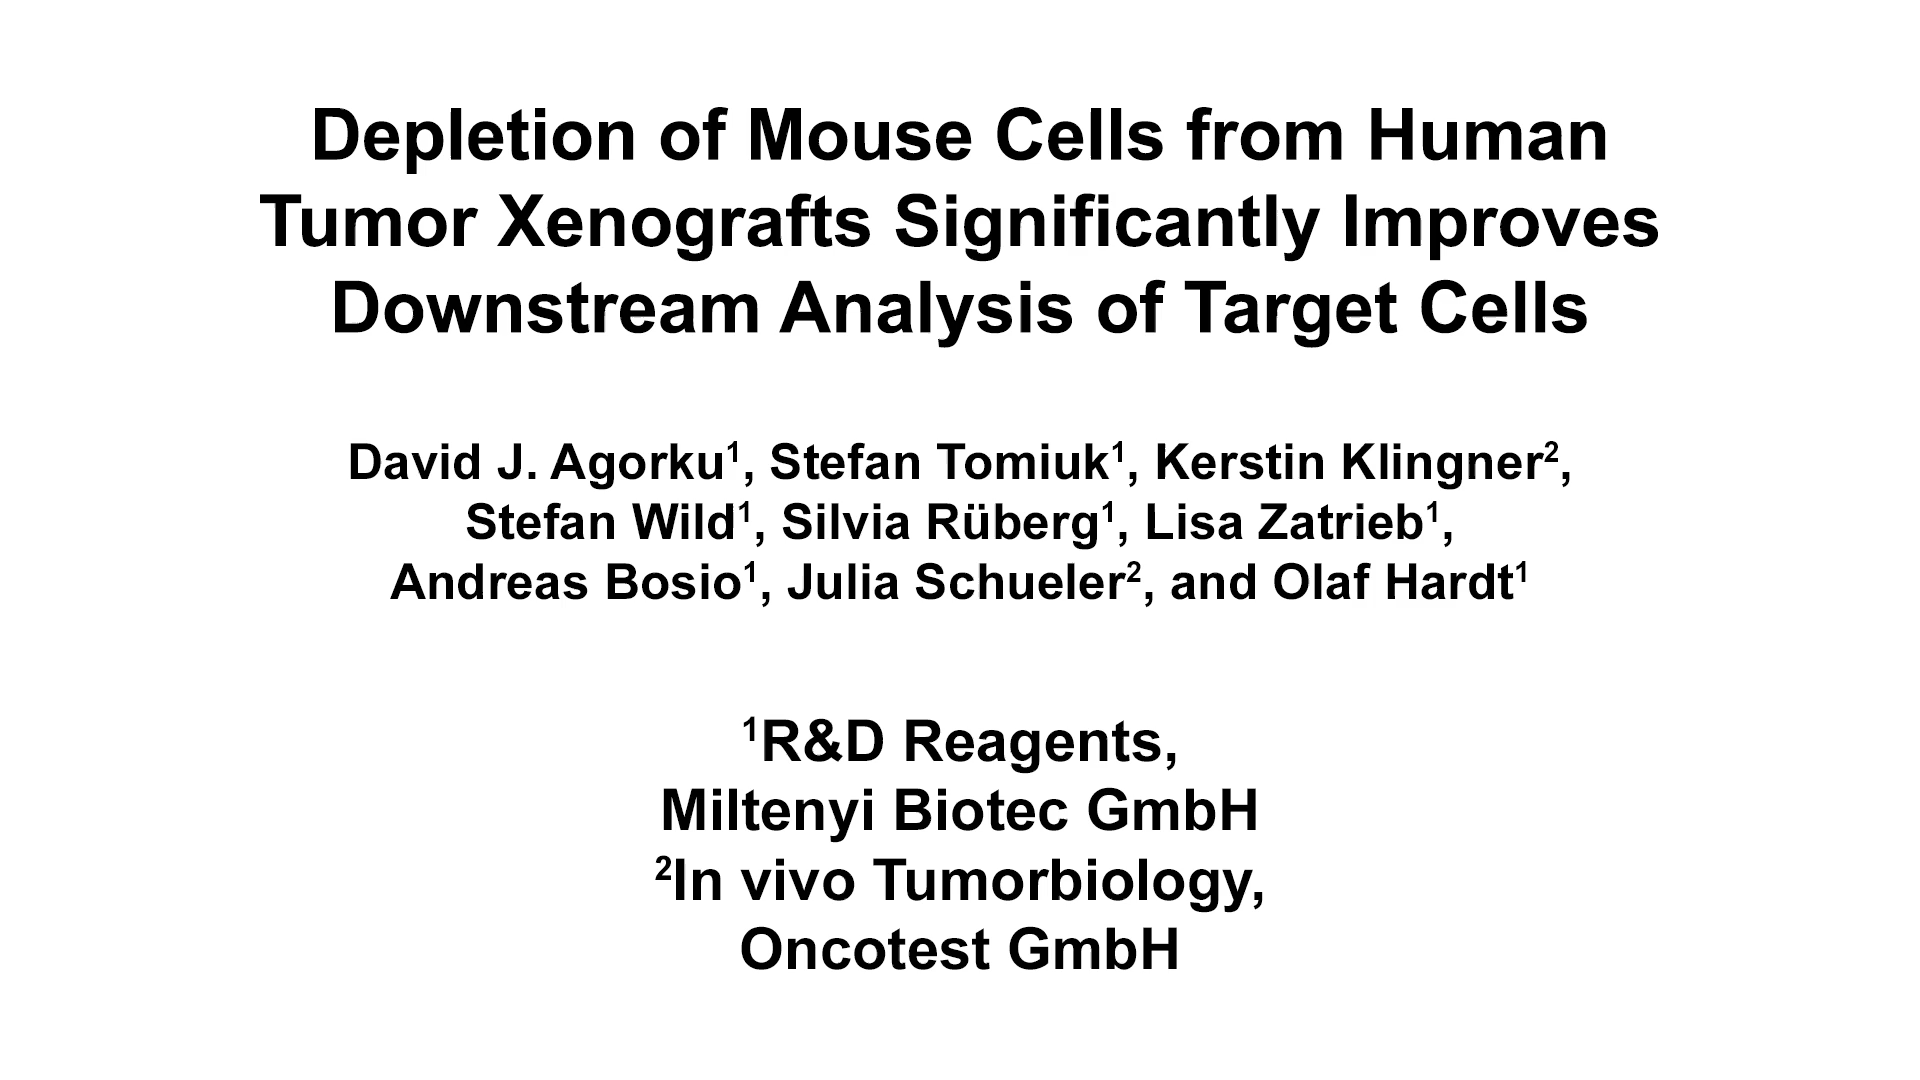 Depletion of Mouse Cells from Human
Tumor Xenografts Significantly Improves
Downstream Analysis of Target Cells
David J. Agorku¹, Stefan Tomiuk¹, Kerstin Klingner²,
Stefan Wild¹, Silvia Rüberg¹, Lisa Zatrieb¹,
Andreas Bosio¹, Julia Schueler², and Olaf Hardt¹
¹R&D Reagents,
Miltenyi Biotec GmbH
²In vivo Tumorbiology,
Oncotest GmbH